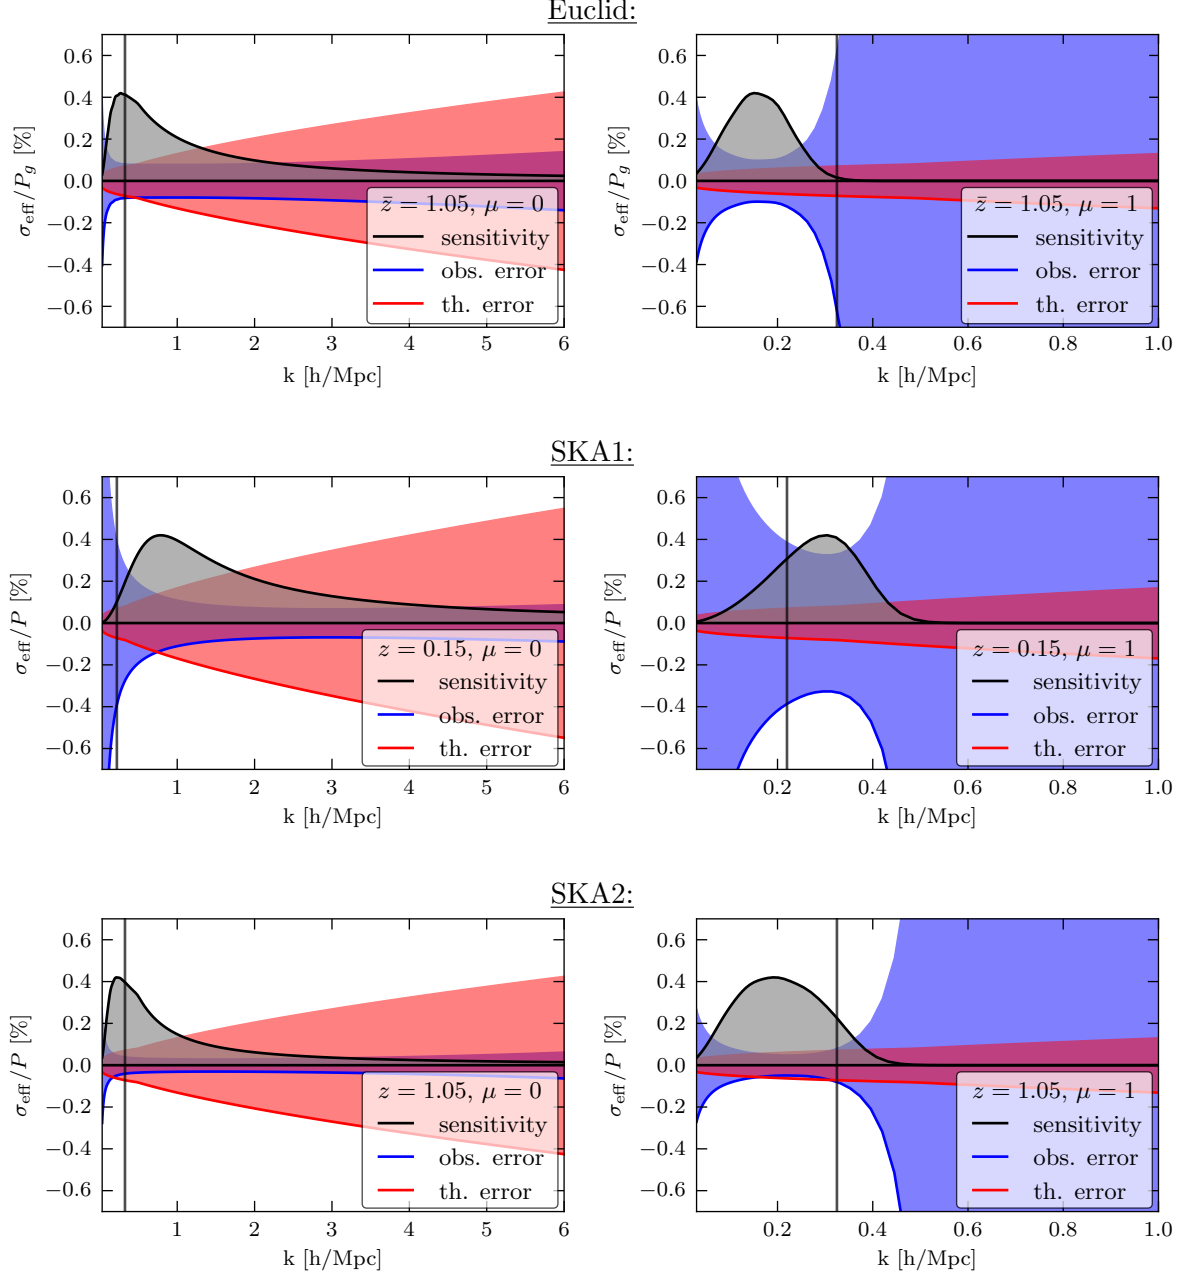 Euclid:
0.6
0.4
0.2
0.0
−0.2
−0.4
−0.6
σeff/Pg [%]
z̄ = 1.05, μ = 0
sensitivity
obs. error
th. error
1 2 3 4 5 6
k [h/Mpc]
0.6
0.4
0.2
0.0
−0.2
−0.4
−0.6
σeff/Pg [%]
z̄ = 1.05, μ = 1
sensitivity
obs. error
th. error
0.2 0.4 0.6 0.8 1.0
k [h/Mpc]
SKA1:
0.6
0.4
0.2
0.0
−0.2
−0.4
−0.6
σeff/P [%]
z = 0.15, μ = 0
sensitivity
obs. error
th. error
1 2 3 4 5 6
k [h/Mpc]
0.6
0.4
0.2
0.0
−0.2
−0.4
−0.6
σeff/P [%]
z = 0.15, μ = 1
sensitivity
obs. error
th. error
0.2 0.4 0.6 0.8 1.0
k [h/Mpc]
SKA2:
0.6
0.4
0.2
0.0
−0.2
−0.4
−0.6
σeff/P [%]
z = 1.05, μ = 0
sensitivity
obs. error
th. error
1 2 3 4 5 6
k [h/Mpc]
0.6
0.4
0.2
0.0
−0.2
−0.4
−0.6
σeff/P [%]
z = 1.05, μ = 1
sensitivity
obs. error
th. error
0.2 0.4 0.6 0.8 1.0
k [h/Mpc]